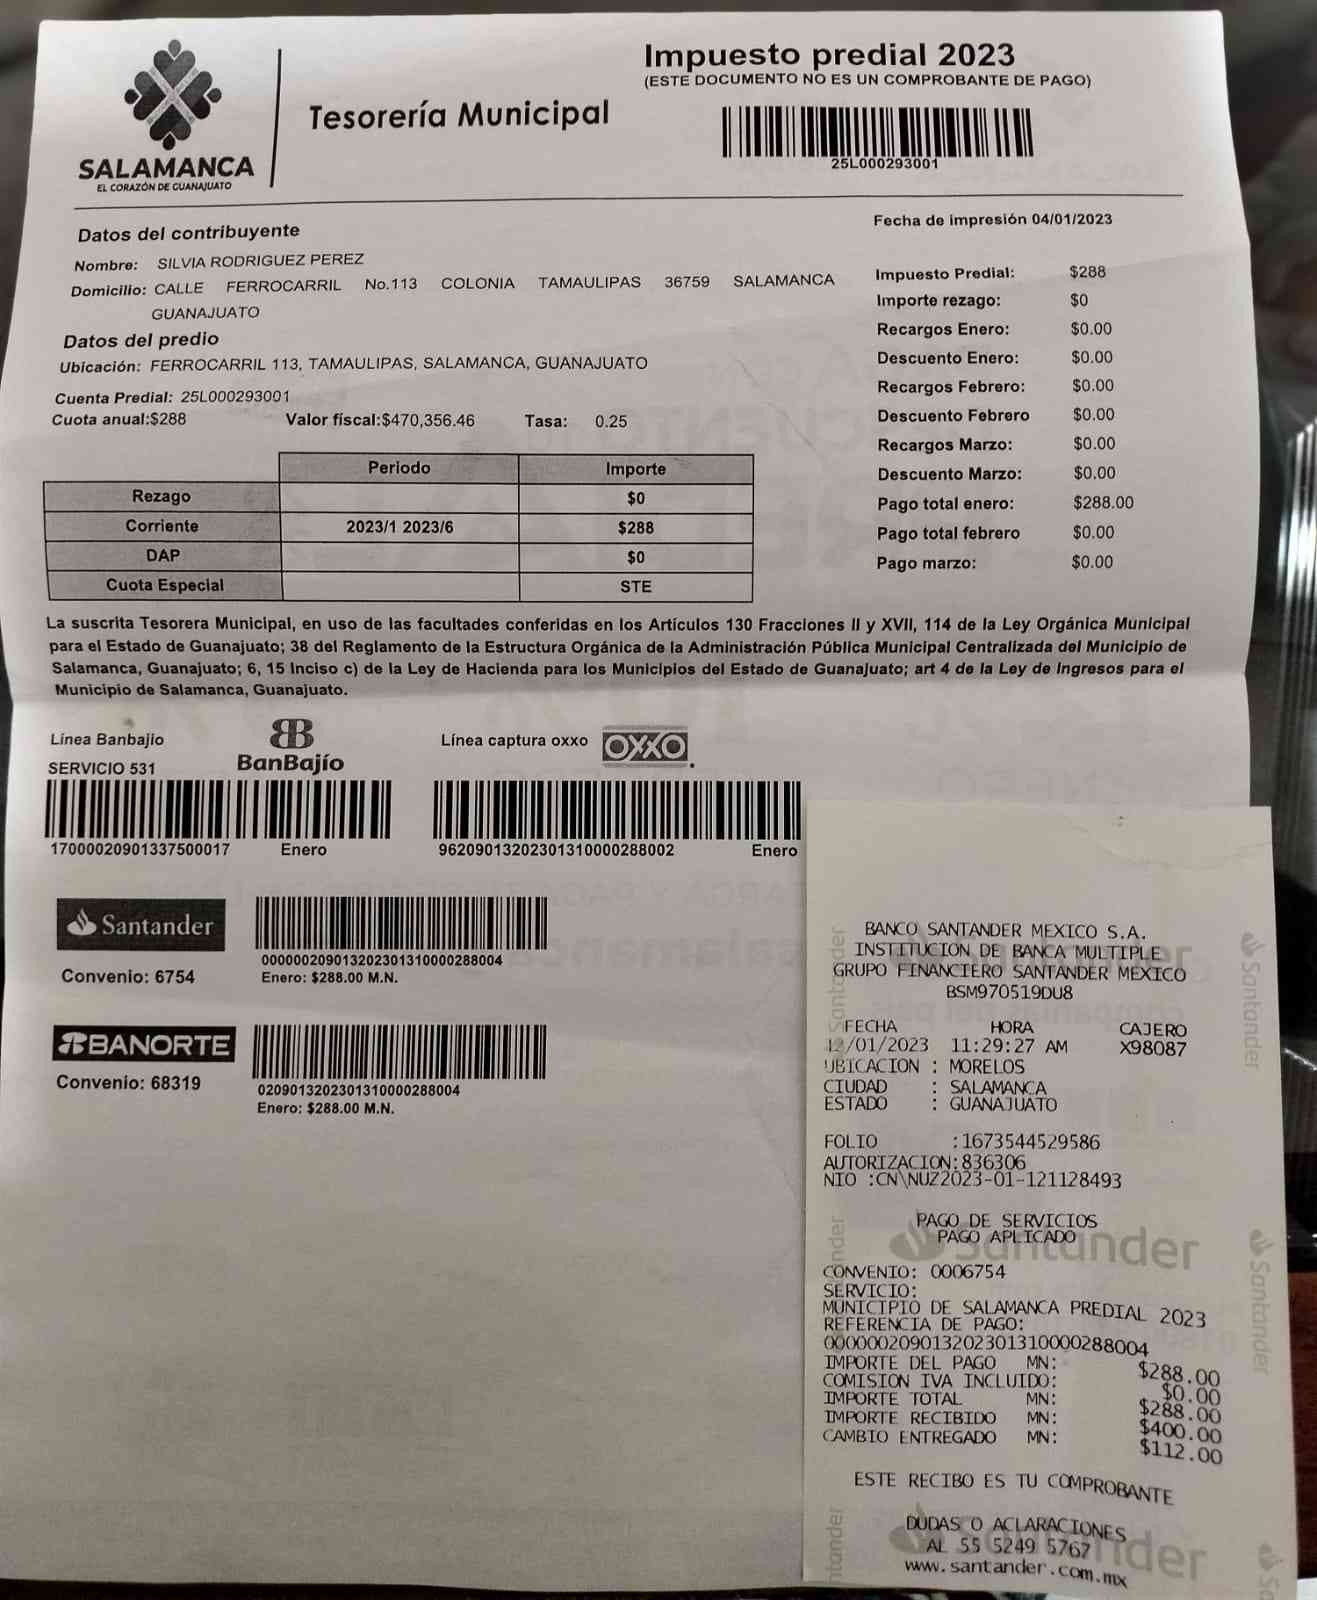 SALAMANCA
EL CORAZÓN DE GUANAJUATO
Tesorería Municipal
Impuesto predial 2023
(ESTE DOCUMENTO NO ES UN COMPROBANTE DE PAGO)
25L000293001
Fecha de impresión 04/01/2023
Datos del contribuyente
Nombre: SILVIA RODRIGUEZ PEREZ
Domicilio: CALLE FERROCARRIL No.113 COLONIA TAMAULIPAS 36759 SALAMANCA
GUANAJUATO
Datos del predio
Ubicación: FERROCARRIL 113, TAMAULIPAS, SALAMANCA, GUANAJUATO
Cuenta Predial: 25L000293001
Cuota anual:$288 Valor fiscal:$470,356.46 Tasa: 0.25
Impuesto Predial: $288
Importe rezago: $0
Recargos Enero: $0.00
Descuento Enero: $0.00
Recargos Febrero: $0.00
Descuento Febrero $0.00
Recargos Marzo: $0.00
Descuento Marzo: $0.00
Pago total enero: $288.00
Pago total febrero $0.00
Pago marzo: $0.00
Periodo Importe
Rezago $0
Corriente 2023/1 2023/6 $288
DAP $0
Cuota Especial STE
La suscrita Tesorera Municipal, en uso de las facultades conferidas en los Artículos 130 Fracciones II y XVII, 114 de la Ley Orgánica Municipal
para el Estado de Guanajuato; 38 del Reglamento de la Estructura Orgánica de la Administración Pública Municipal Centralizada del Municipio de
Salamanca, Guanajuato; 6, 15 Inciso c) de la Ley de Hacienda para los Municipios del Estado de Guanajuato; art 4 de la Ley de Ingresos para el
Municipio de Salamanca, Guanajuato.
Línea Banbajio
SERVICIO 531
BanBajío
17000020901337500017 Enero
Línea captura oxxo OXXO
96209013202301310000288002 Enero
Santander
Convenio: 6754
000000209013202301310000288004
Enero: $288.00 M.N.
BANORTE
Convenio: 68319
0209013202301310000288004
Enero: $288.00 M.N.
BANCO SANTANDER MEXICO S.A.
INSTITUCION DE BANCA MULTIPLE
GRUPO FINANCIERO SANTANDER MEXICO
BSM970519DU8
FECHA HORA CAJERO
12/01/2023 11:29:27 AM X98087
UBICACION : MORELOS
CIUDAD : SALAMANCA
ESTADO : GUANAJUATO
FOLIO :1673544529586
AUTORIZACION:836306
NIO :CN\NUZ2023-01-121128493
PAGO DE SERVICIOS
PAGO APLICADO
Santander
CONVENIO: 0006754
SERVICIO:
MUNICIPIO DE SALAMANCA PREDIAL 2023
REFERENCIA DE PAGO:
000000209013202301310000288004
IMPORTE DEL PAGO MN: $288.00
COMISION IVA INCLUIDO: $0.00
IMPORTE TOTAL MN: $288.00
IMPORTE RECIBIDO MN: $400.00
CAMBIO ENTREGADO MN: $112.00
ESTE RECIBO ES TU COMPROBANTE
DUDAS O ACLARACIONES
AL 55 5249 5767
www.santander.com.mx
Santander
Santander